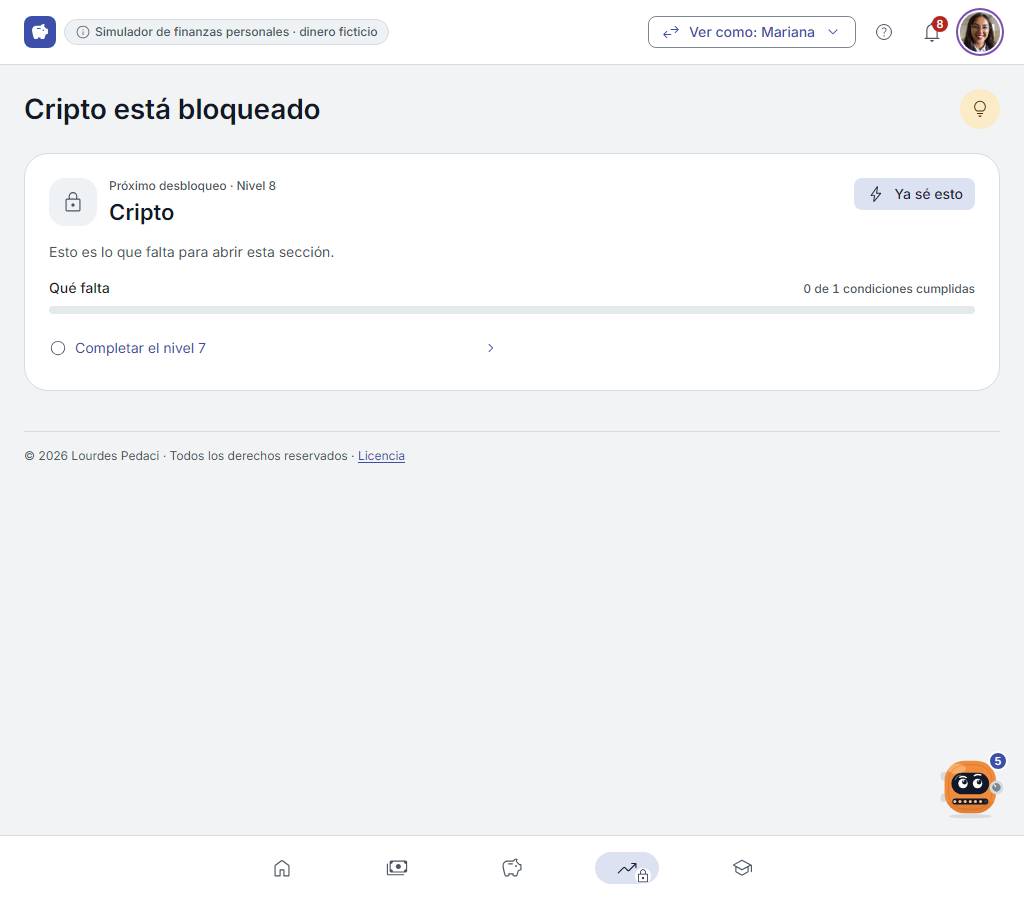 Simulador de finanzas personales · dinero ficticio
Ver como: Mariana
8
Cripto está bloqueado
Próximo desbloqueo · Nivel 8
Cripto
Ya sé esto
Esto es lo que falta para abrir esta sección.
Qué falta
0 de 1 condiciones cumplidas
Completar el nivel 7
© 2026 Lourdes Pedaci · Todos los derechos reservados · Licencia
5